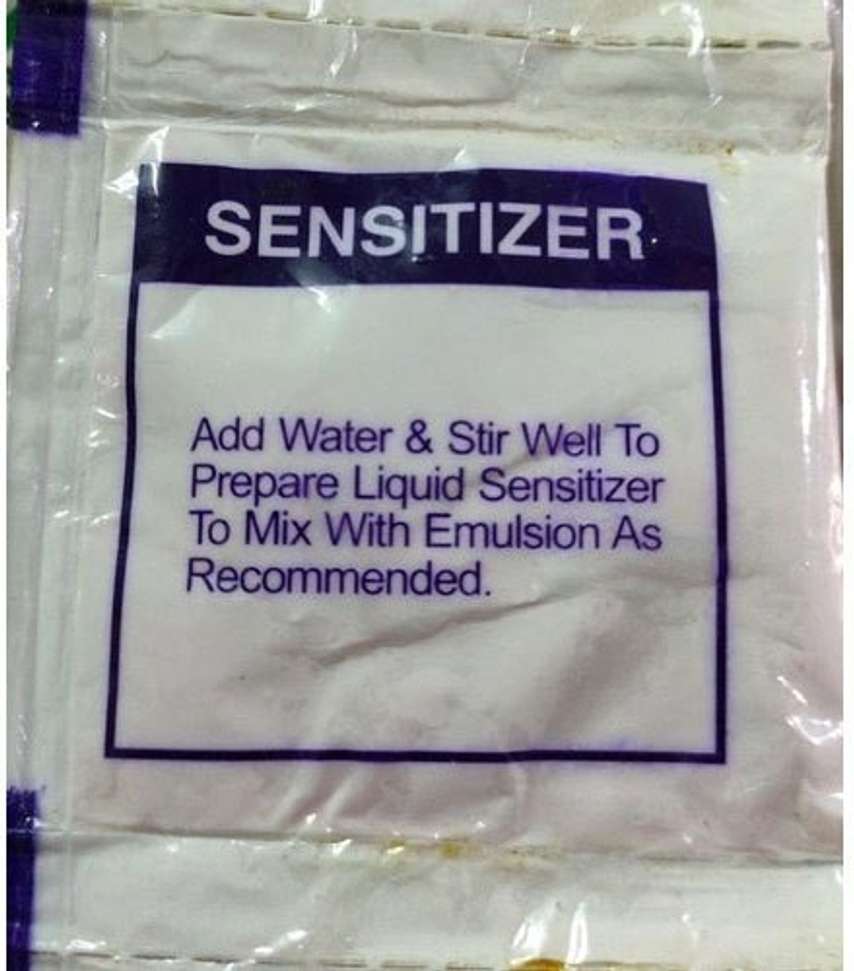 SENSITIZER
Add Water & Stir Well To
Prepare Liquid Sensitizer
To Mix With Emulsion As
Recommended.